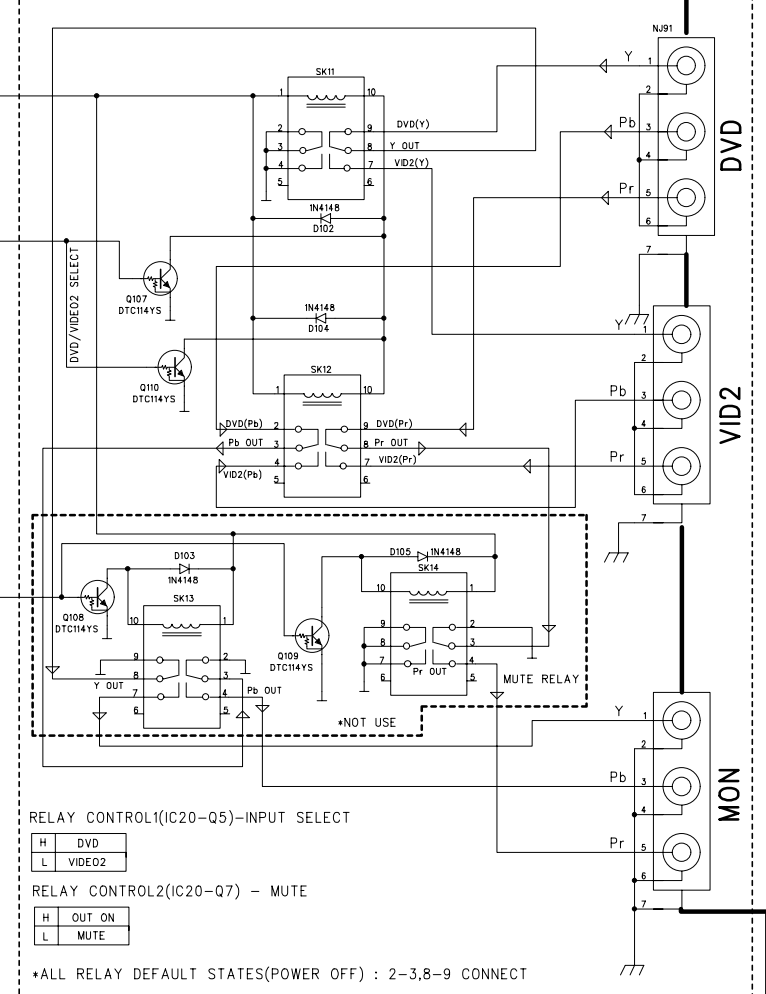 NJ91
Y
1
2
Pb
3
4
Pr
5
6
7
DVD
SK11
1
10
2
9
DVD(Y)
3
8
Y OUT
4
7
VID2(Y)
5
6
1N4148
D102
DVD/VIDEO2 SELECT
Q107
DTC114YS
1N4148
D104
Q110
DTC114YS
Y
1
2
Pb
3
4
Pr
5
6
7
VID2
SK12
1
10
DVD(Pb)
2
9
DVD(Pr)
Pb OUT
3
8
Pr OUT
VID2(Pb)
4
7
VID2(Pr)
5
6
D103
1N4148
Q108
DTC114YS
SK13
10
1
9
2
8
3
Y OUT
7
4
Pb OUT
6
5
D105
1N4148
SK14
10
1
Q109
DTC114YS
9
2
8
3
7
4
Pr OUT
6
5
MUTE RELAY
*NOT USE
Y
1
2
Pb
3
4
Pr
5
6
7
MON
RELAY CONTROL1(IC20-Q5)-INPUT SELECT
H DVD
L VIDEO2
RELAY CONTROL2(IC20-Q7) - MUTE
H OUT ON
L MUTE
*ALL RELAY DEFAULT STATES(POWER OFF) : 2-3,8-9 CONNECT